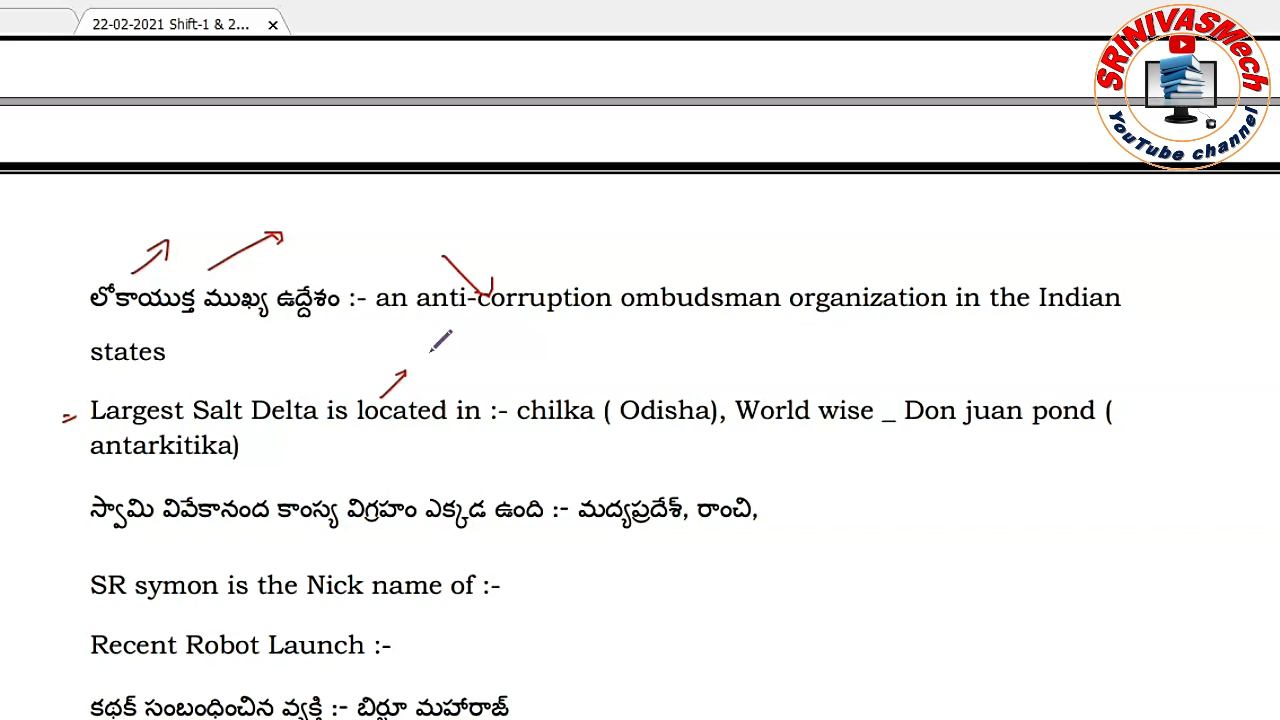 22-02-2021 Shift-1 & 2...
SRINIVASMech
YouTube channel
లోకాయుక్త ముఖ్య ఉద్దేశం :- an anti-corruption ombudsman organization in the Indian
states
Largest Salt Delta is located in :- chilka ( Odisha), World wise _ Don juan pond (
antarkitika)
స్వామి వివేకానంద కాంస్య విగ్రహం ఎక్కడ ఉంది :- మద్యప్రదేశ్, రాంచి,
SR symon is the Nick name of :-
Recent Robot Launch :-
కథక్ సంబంధించిన వ్యక్తి :- బిర్జూ మహారాజ్